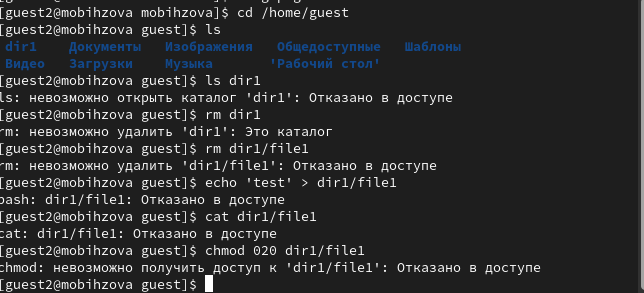 [guest2@mobihzova mobihzova]$ cd /home/guest
[guest2@mobihzova guest]$ ls
dir1 Документы Изображения Общедоступные Шаблоны
Видео Загрузки Музыка 'Рабочий стол'
[guest2@mobihzova guest]$ ls dir1
ls: невозможно открыть каталог 'dir1': Отказано в доступе
[guest2@mobihzova guest]$ rm dir1
rm: невозможно удалить 'dir1': Это каталог
[guest2@mobihzova guest]$ rm dir1/file1
rm: невозможно удалить 'dir1/file1': Отказано в доступе
[guest2@mobihzova guest]$ echo 'test' > dir1/file1
bash: dir1/file1: Отказано в доступе
[guest2@mobihzova guest]$ cat dir1/file1
cat: dir1/file1: Отказано в доступе
[guest2@mobihzova guest]$ chmod 020 dir1/file1
chmod: невозможно получить доступ к 'dir1/file1': Отказано в доступе
[guest2@mobihzova guest]$